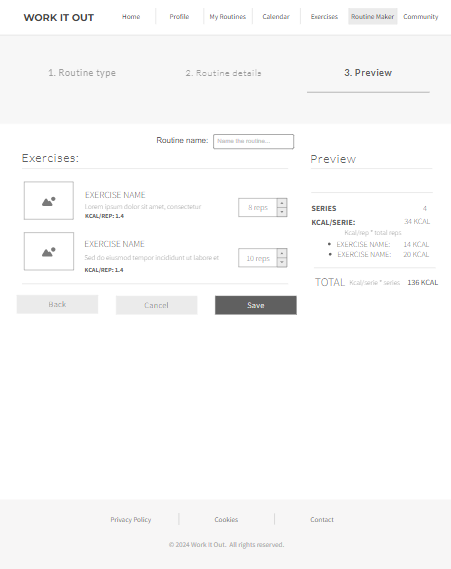 WORK IT OUT
Home
Profile
My Routines
Calendar
Exercises
Routine Maker
Community
1. Routine type
2. Routine details
3. Preview
Routine name:
Name the routine...
Exercises:
EXERCISE NAME
Lorem ipsum dolor sit amet, consectetur
KCAL/REP: 1.4
8 reps
EXERCISE NAME
Sed do eiusmod tempor incididunt ut labore et
KCAL/REP: 1.4
10 reps
Back
Cancel
Save
Preview
SERIES 4
KCAL/SERIE: 34 KCAL
Kcal/rep * total reps
EXERCISE NAME: 14 KCAL
EXERCISE NAME: 20 KCAL
TOTAL Kcal/serie * series 136 KCAL
Privacy Policy
Cookies
Contact
© 2024 Work It Out. All rights reserved.